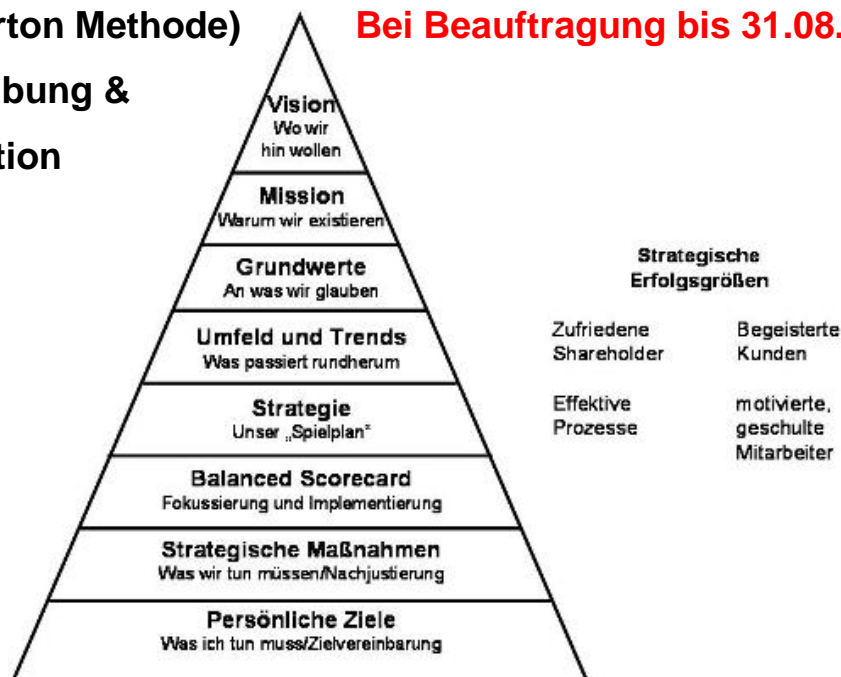 rton Methode)
Bei Beauftragung bis 31.08.
bung &
tion
Vision
Wo wir
hin wollen
Mission
Warum wir existieren
Grundwerte
An was wir glauben
Umfeld und Trends
Was passiert rundherum
Strategie
Unser „Spielplan“
Balanced Scorecard
Fokussierung und Implementierung
Strategische Maßnahmen
Was wir tun müssen/Nachjustierung
Persönliche Ziele
Was ich tun muss/Zielvereinbarung
Strategische
Erfolgsgrößen
Zufriedene
Shareholder
Begeisterte
Kunden
Effektive
Prozesse
motivierte,
geschulte
Mitarbeiter